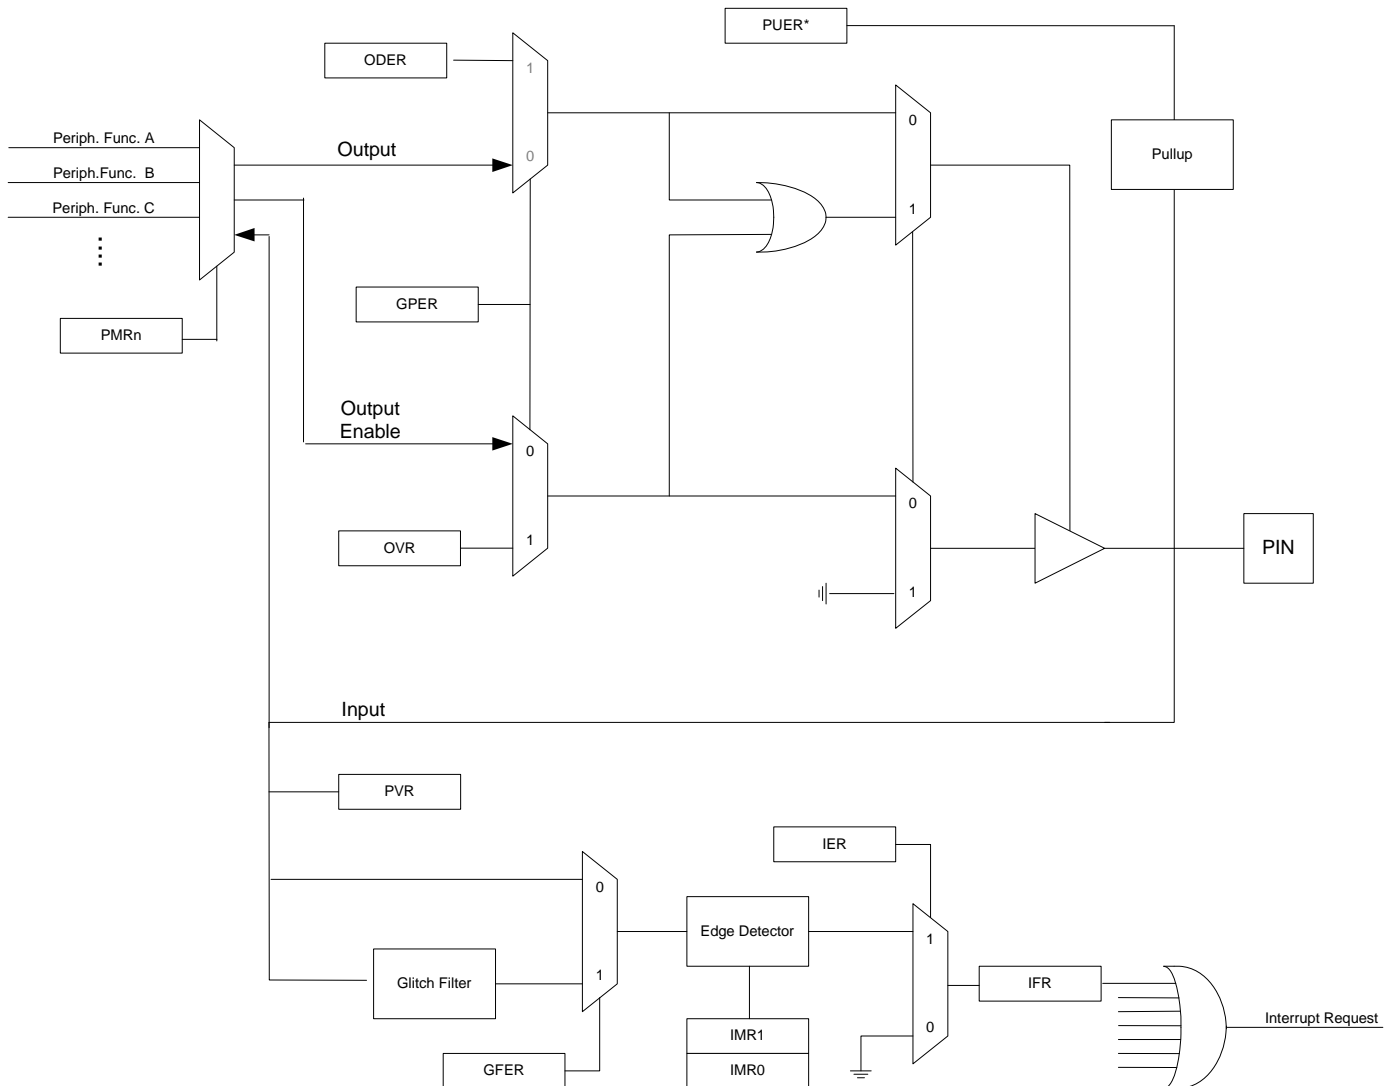 PUER*
ODER
1
0
Periph. Func. A
Output
0
Pullup
Periph.Func. B
Periph. Func. C
1
GPER
PMRn
Output
Enable
0
0
OVR
1
PIN
1
Input
PVR
IER
0
Edge Detector
1
Glitch Filter
1
IFR
0
Interrupt Request
IMR1
GFER
IMR0